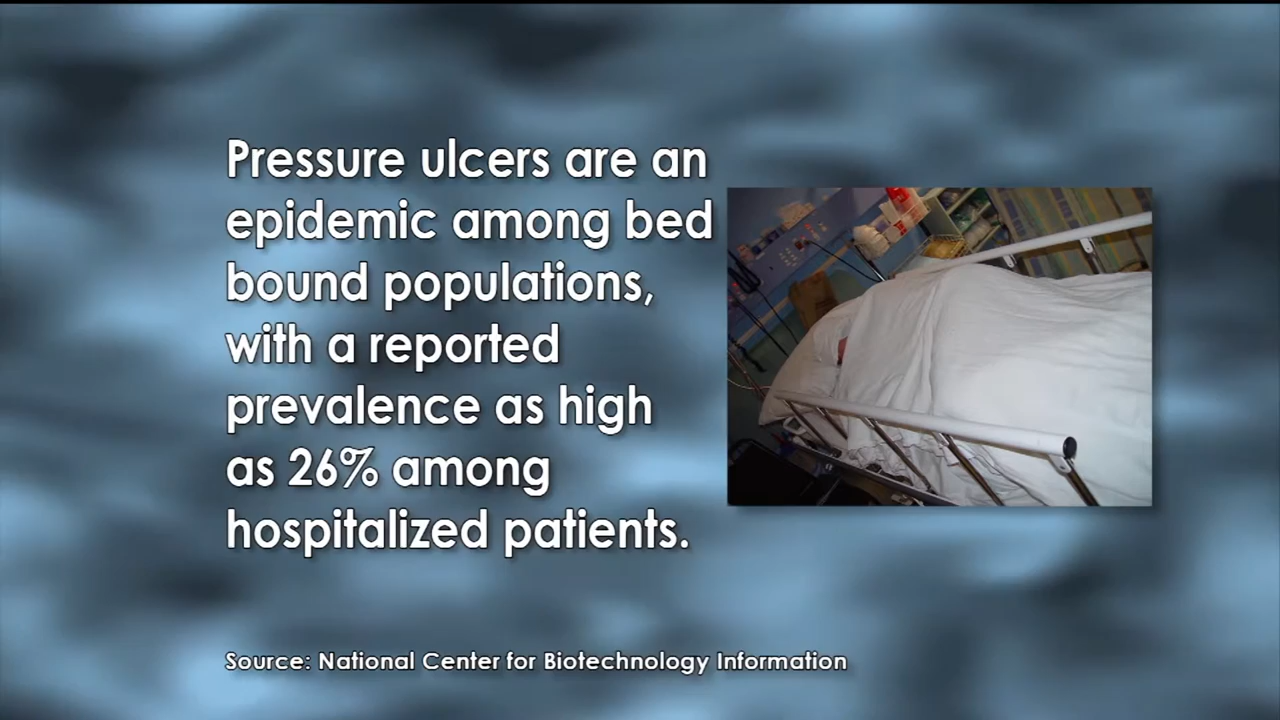 Pressure ulcers are an
epidemic among bed
bound populations,
with a reported
prevalence as high
as 26% among
hospitalized patients.
Source: National Center for Biotechnology Information